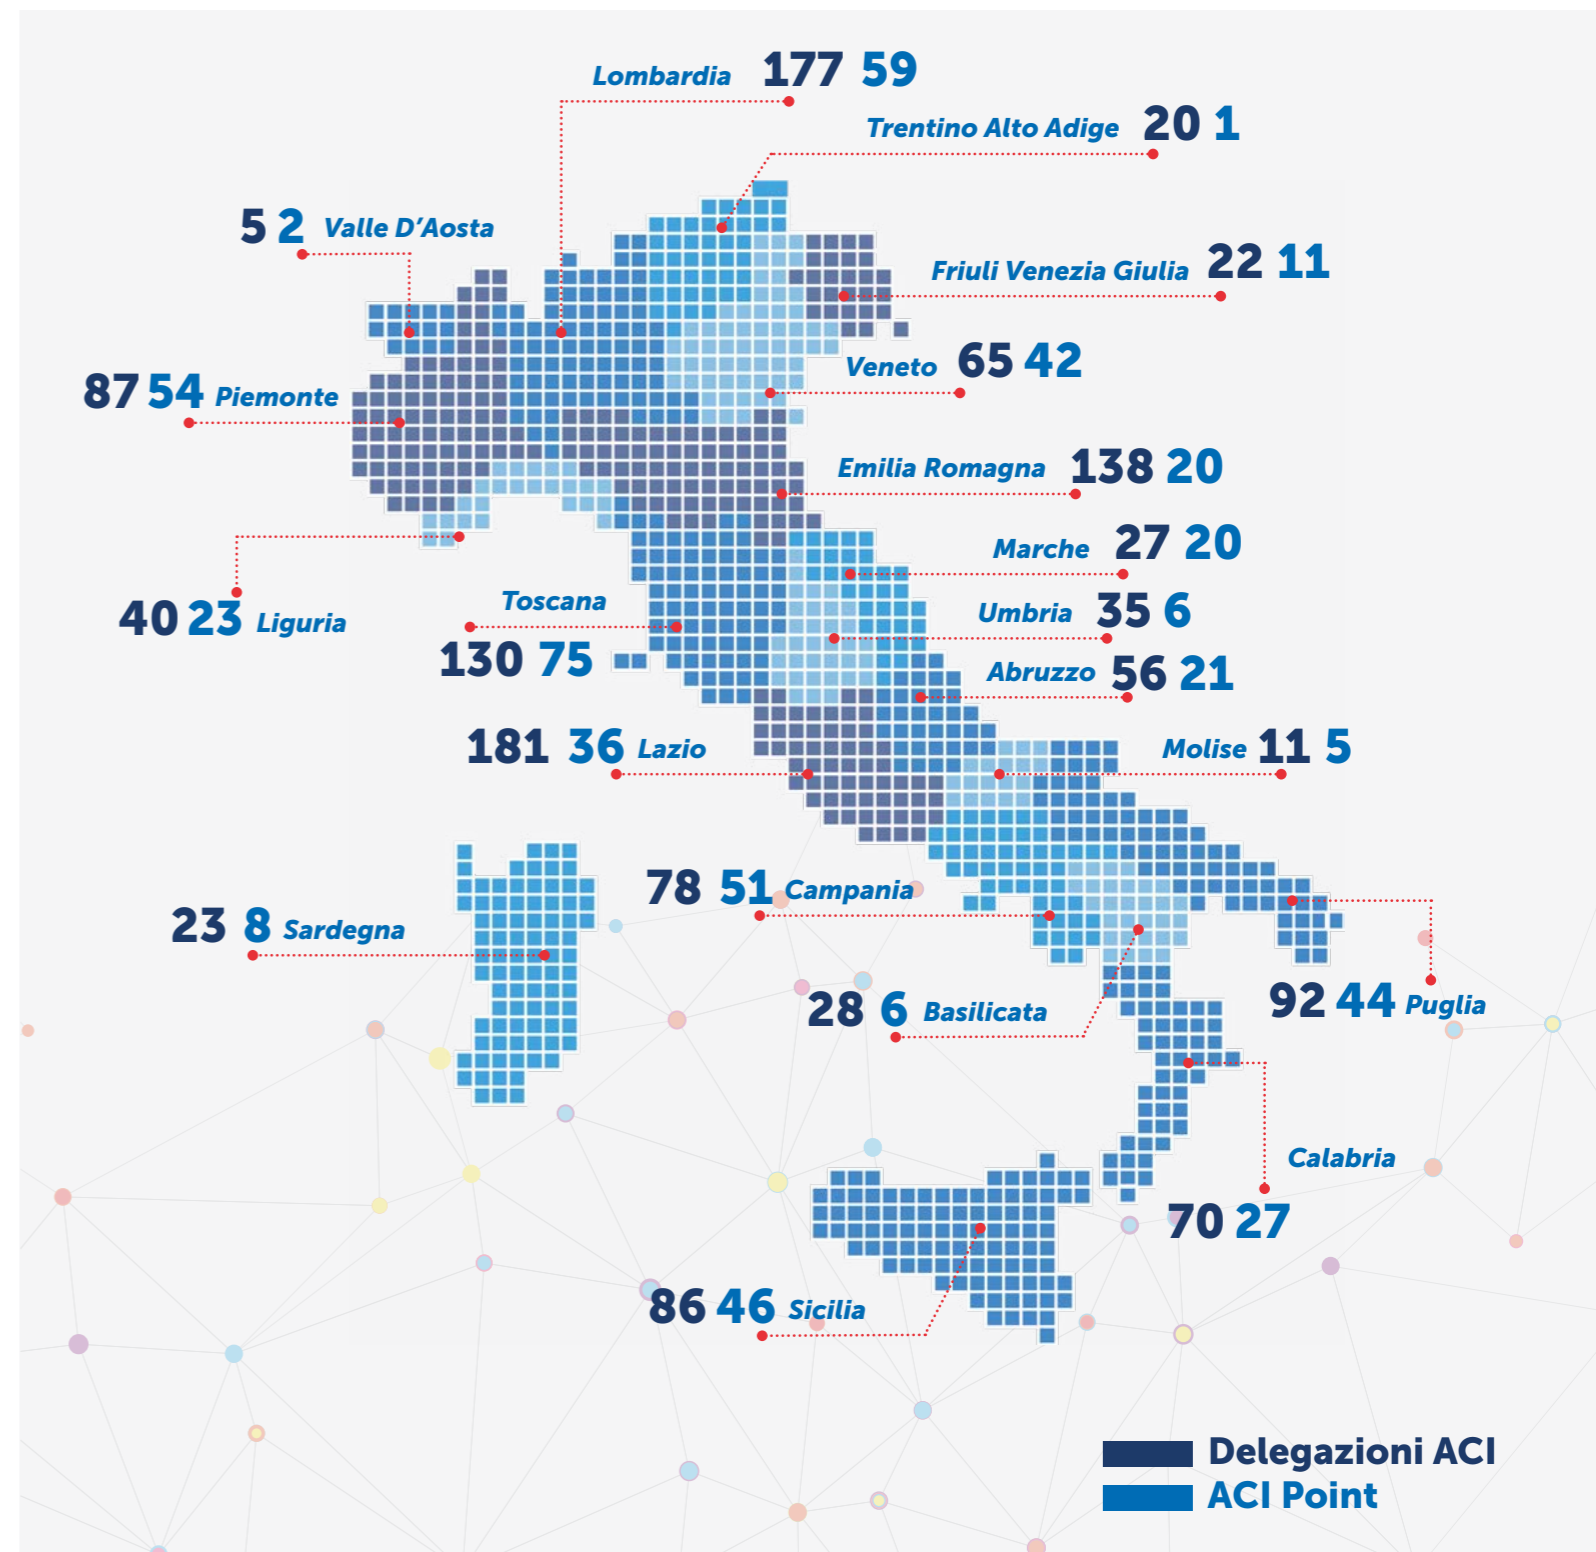 Lombardia 177 59
Trentino Alto Adige 20 1
5 2 Valle D’Aosta
Friuli Venezia Giulia 22 11
Veneto 65 42
87 54 Piemonte
Emilia Romagna 138 20
Marche 27 20
Toscana
130 75
Umbria 35 6
40 23 Liguria
Abruzzo 56 21
181 36 Lazio
Molise 11 5
78 51 Campania
23 8 Sardegna
28 6 Basilicata
92 44 Puglia
Calabria
70 27
86 46 Sicilia
Delegazioni ACI
ACI Point